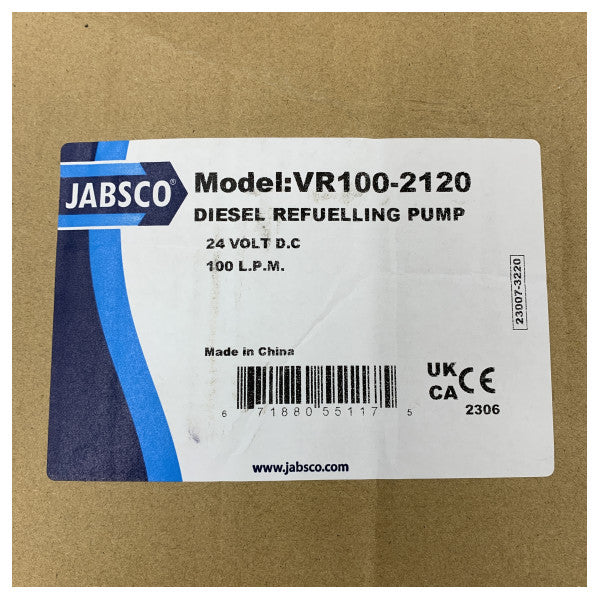 JABSCO®
Model:VR100-2120
DIESEL REFUELLING PUMP
24 VOLT D.C
100 L.P.M.
23007-3220
Made in China
6 71880 55117 5
UK
CA
CE
2306
www.jabsco.com